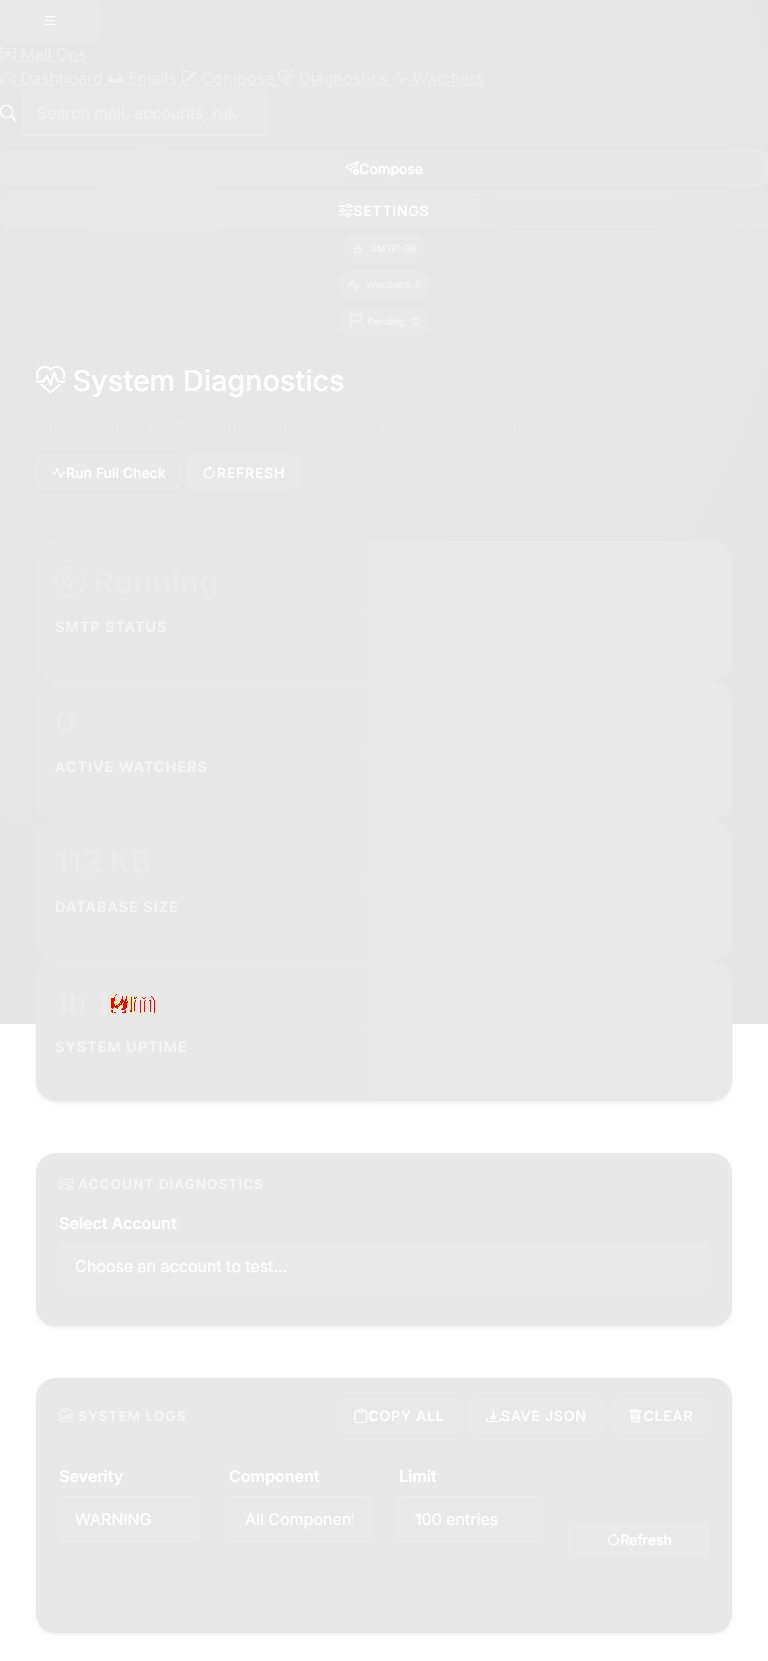 Mail Ops
Dashboard Emails Compose Diagnostics Watchers
Search mail, accounts, rule
Compose
SETTINGS
SMTP: OK
Watchers: 0
Pending: 12
System Diagnostics
Run Full Check REFRESH
Running
SMTP STATUS
0
ACTIVE WATCHERS
112 KB
DATABASE SIZE
1h
SYSTEM UPTIME
ACCOUNT DIAGNOSTICS
Select Account
Choose an account to test...
SYSTEM LOGS COPY ALL SAVE JSON CLEAR
Severity Component Limit
WARNING All Component 100 entries
Refresh